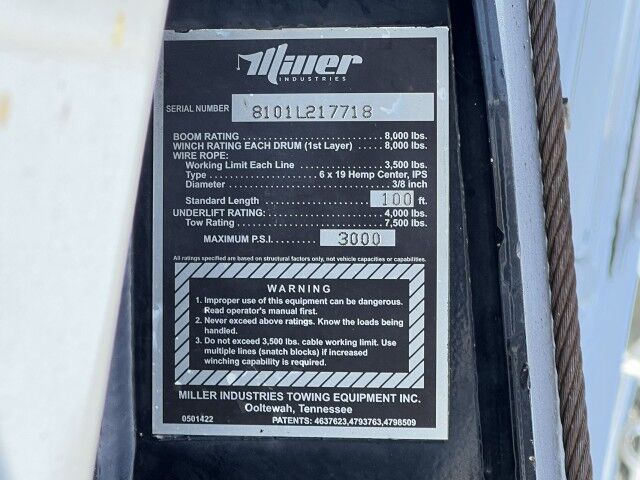 Miller
INDUSTRIES
SERIAL NUMBER 8101L217718
BOOM RATING ........................ 8,000 lbs.
WINCH RATING EACH DRUM (1st Layer) ..... 8,000 lbs.
WIRE ROPE:
Working Limit Each Line ................ 3,500 lbs.
Type .................... 6 x 19 Hemp Center, IPS
Diameter ........................ 3/8 inch
Standard Length ................ 100 ft.
UNDERLIFT RATING: .................... 4,000 lbs.
Tow Rating ........................ 7,500 lbs.
MAXIMUM P.S.I. ........ 3000
All ratings specified are based on structural factors only, not vehicle capacities or capabilities.
WARNING
1. Improper use of this equipment can be dangerous.
Read operator's manual first.
2. Never exceed above ratings. Know the loads being
handled.
3. Do not exceed 3,500 lbs. cable working limit. Use
multiple lines (snatch blocks) if increased
winching capability is required.
MILLER INDUSTRIES TOWING EQUIPMENT INC.
Ooltewah, Tennessee
0501422 PATENTS: 4637623,4793763,4798509